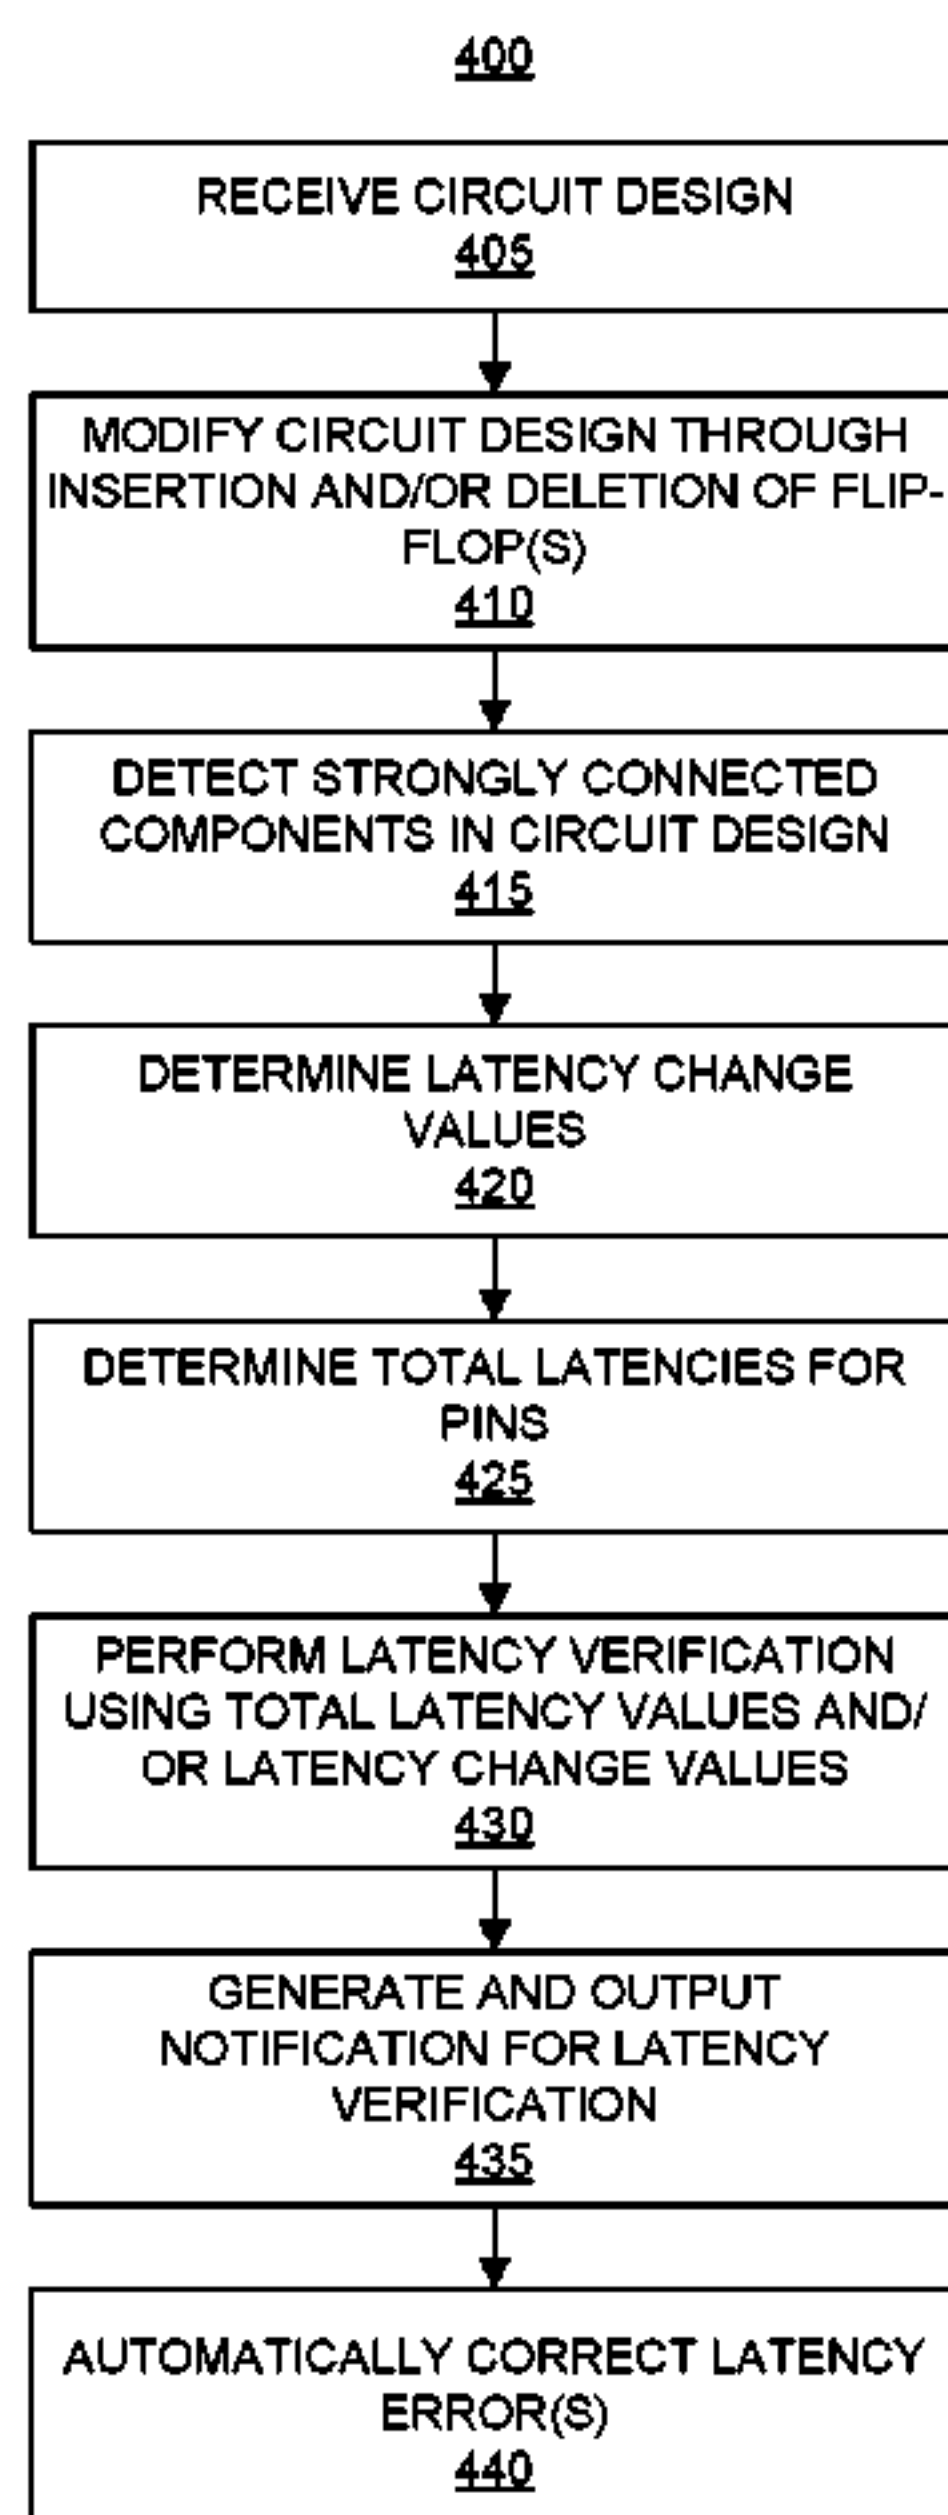 400
RECEIVE CIRCUIT DESIGN
405
MODIFY CIRCUIT DESIGN THROUGH
INSERTION AND/OR DELETION OF FLIP-
FLOP(S)
410
DETECT STRONGLY CONNECTED
COMPONENTS IN CIRCUIT DESIGN
415
DETERMINE LATENCY CHANGE
VALUES
420
DETERMINE TOTAL LATENCIES FOR
PINS
425
PERFORM LATENCY VERIFICATION
USING TOTAL LATENCY VALUES AND/
OR LATENCY CHANGE VALUES
430
GENERATE AND OUTPUT
NOTIFICATION FOR LATENCY
VERIFICATION
435
AUTOMATICALLY CORRECT LATENCY
ERROR(S)
440